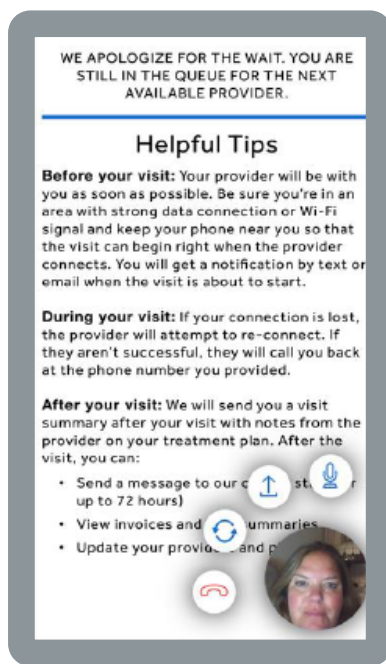 WE APOLOGIZE FOR THE WAIT. YOU ARE
STILL IN THE QUEUE FOR THE NEXT
AVAILABLE PROVIDER.
Helpful Tips
Before your visit: Your provider will be with
you as soon as possible. Be sure you're in an
area with strong data connection or Wi-Fi
signal and keep your phone near you so that
the visit can begin right when the provider
connects. You will get a notification by text or
email when the visit is about to start.
During your visit: If your connection is lost,
the provider will attempt to re-connect. If
they aren't successful, they will call you back
at the phone number you provided.
After your visit: We will send you a visit
summary after your visit with notes from the
provider on your treatment plan. After the
visit, you can:
• Send a message to our
up to 72 hours)
• View invoices and
• Update your and